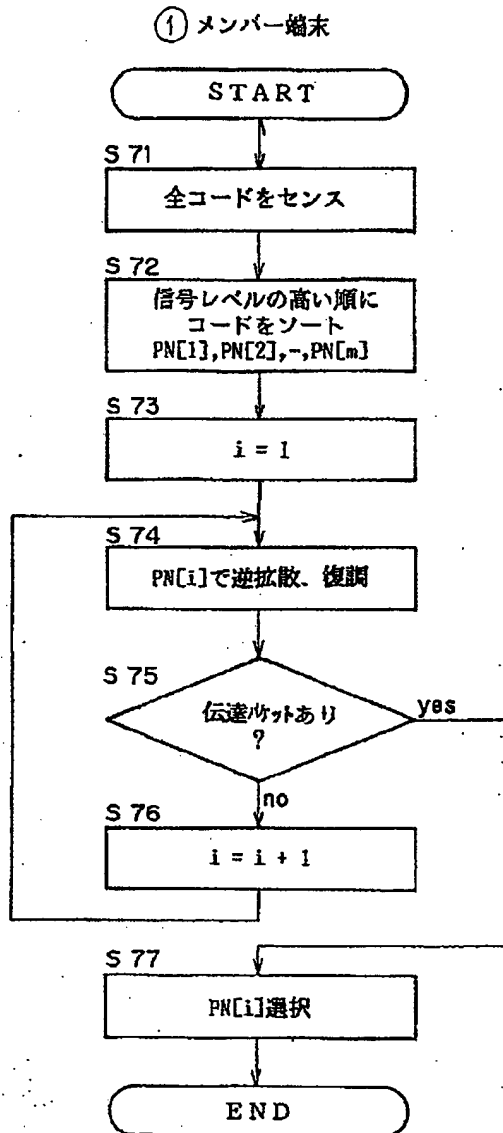 ① メンバー端末
START
S 71
全コードをセンス
S 72
信号レベルの高い順に
コードをソート
PN[1],PN[2],-,PN[m]
S 73
i = 1
S 74
PN[i]で逆拡散、復調
S 75
伝達パケットあり
?
yes
no
S 76
i = i + 1
S 77
PN[i]選択
END